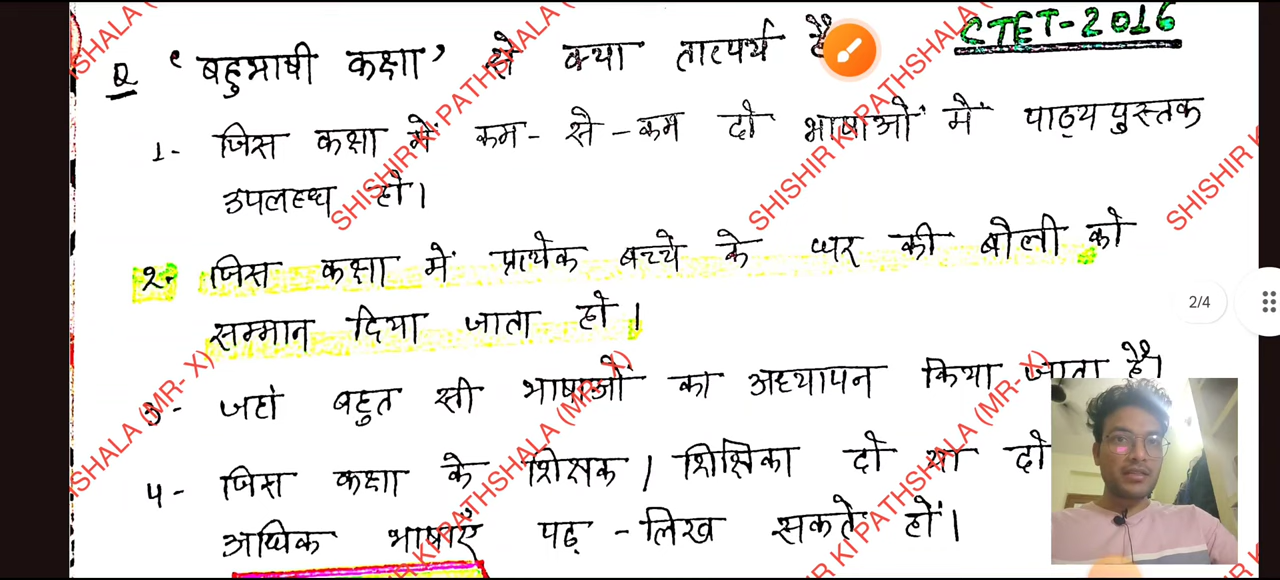 CTET-2016
Q 'बहुभाषी कक्षा' से क्या तात्पर्य है
1- जिस कक्षा में कम-से-कम दो भाषाओं में पाठ्यपुस्तक
उपलब्ध हो।
2- जिस कक्षा में प्रत्येक बच्चे के घर की बोली को
सम्मान दिया जाता हो।
2/4
3- जहां बहुत सी भाषाओं का अध्यापन किया जाता है।
4- जिस कक्षा के शिक्षक / शिक्षिका दो या दो
अधिक भाषाएँ पढ़-लिख सकते हों।
SHISHIR KI PATHSHALA (MR- X)